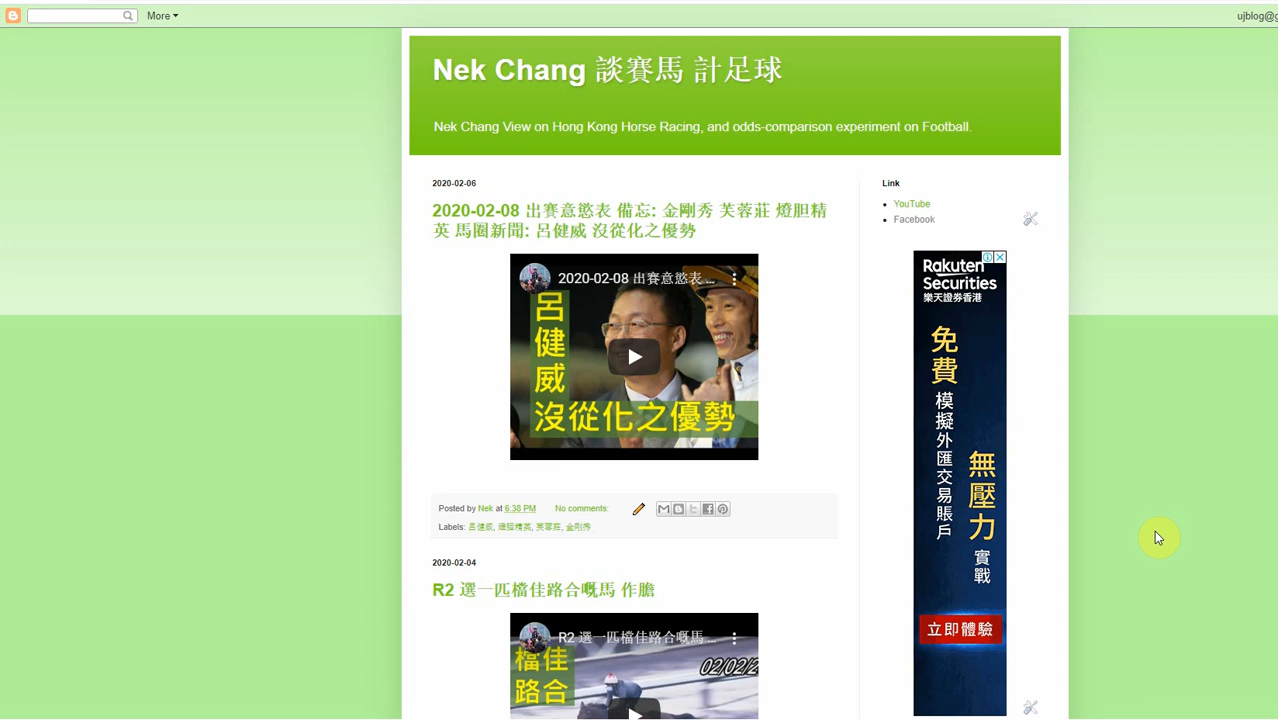 More
ujblog@g
Nek Chang 談賽馬 計足球
Nek Chang View on Hong Kong Horse Racing, and odds-comparison experiment on Football.
2020-02-06
2020-02-08 出賽意慾表 備忘: 金剛秀 芙蓉莊 燈胆精
英 馬圈新聞: 呂健威 沒從化之優勢
2020-02-08 出賽意慾表 ...
呂
健
威
沒從化之優勢
Posted by Nek at 6:38 PM No comments:
Labels: 呂健威, 燈胆精英, 芙蓉莊, 金剛秀
2020-02-04
R2 選一匹檔佳路合嘅馬 作膽
R2 選一匹檔佳路合嘅馬 ...
檔佳
路合
02/02/2
Link
YouTube
Facebook
Rakuten
Securities
樂天證券香港
免費
模擬外匯交易賬戶
無壓力
實戰
立即體驗